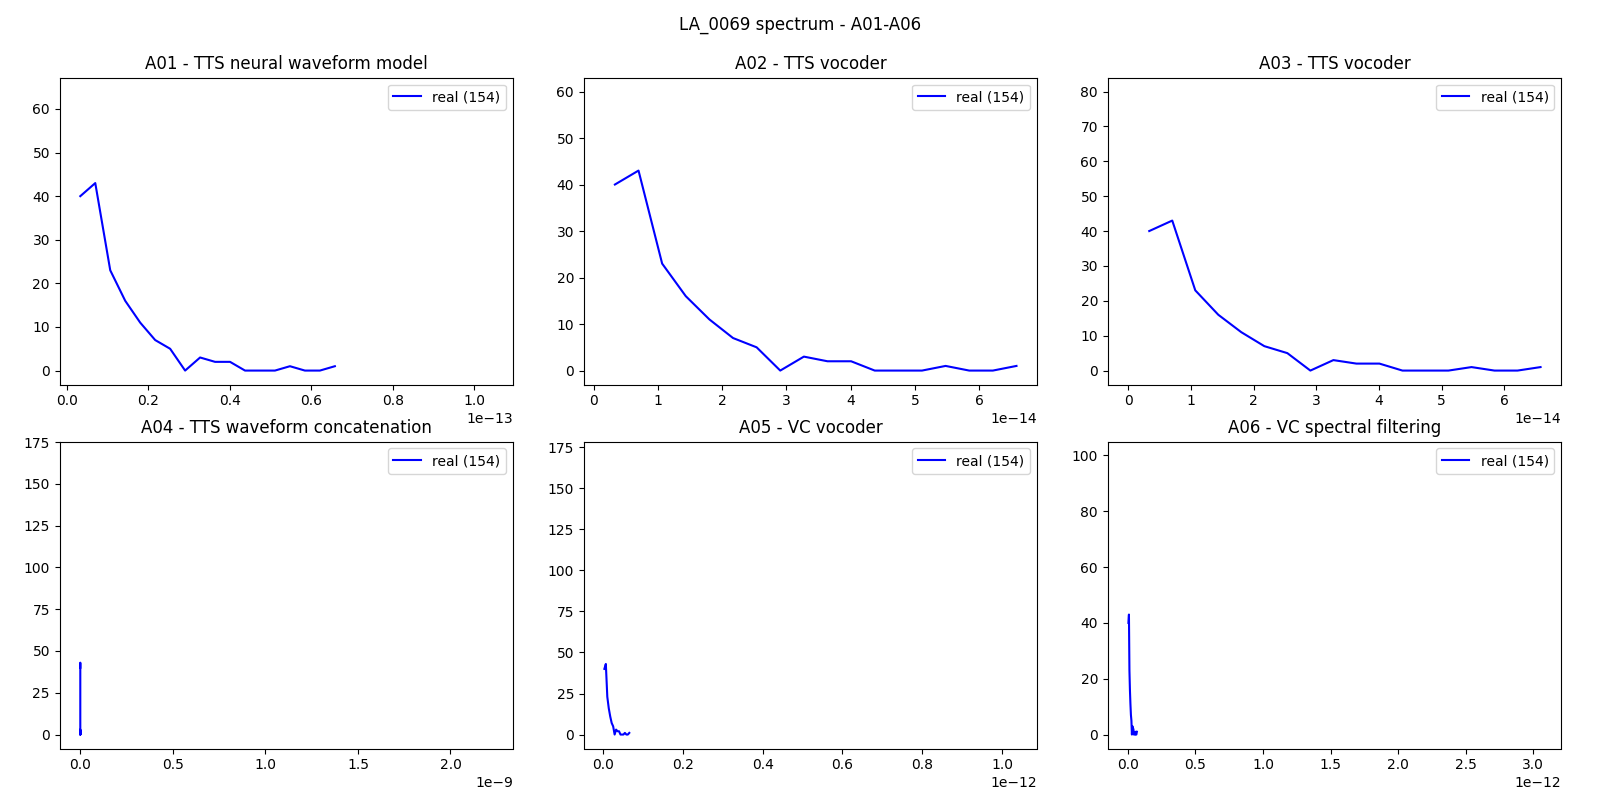 LA_0069 spectrum - A01-A06
A01 - TTS neural waveform model
real (154)
60
50
40
30
20
10
0
0.0 0.2 0.4 0.6 0.8 1.0
1e−13
A02 - TTS vocoder
real (154)
60
50
40
30
20
10
0
0 1 2 3 4 5 6
1e−14
A03 - TTS vocoder
real (154)
80
70
60
50
40
30
20
10
0
0 1 2 3 4 5 6
1e−14
A04 - TTS waveform concatenation
real (154)
175
150
125
100
75
50
25
0
0.0 0.5 1.0 1.5 2.0
1e−9
A05 - VC vocoder
real (154)
175
150
125
100
75
50
25
0
0.0 0.2 0.4 0.6 0.8 1.0
1e−12
A06 - VC spectral filtering
real (154)
100
80
60
40
20
0
0.0 0.5 1.0 1.5 2.0 2.5 3.0
1e−12